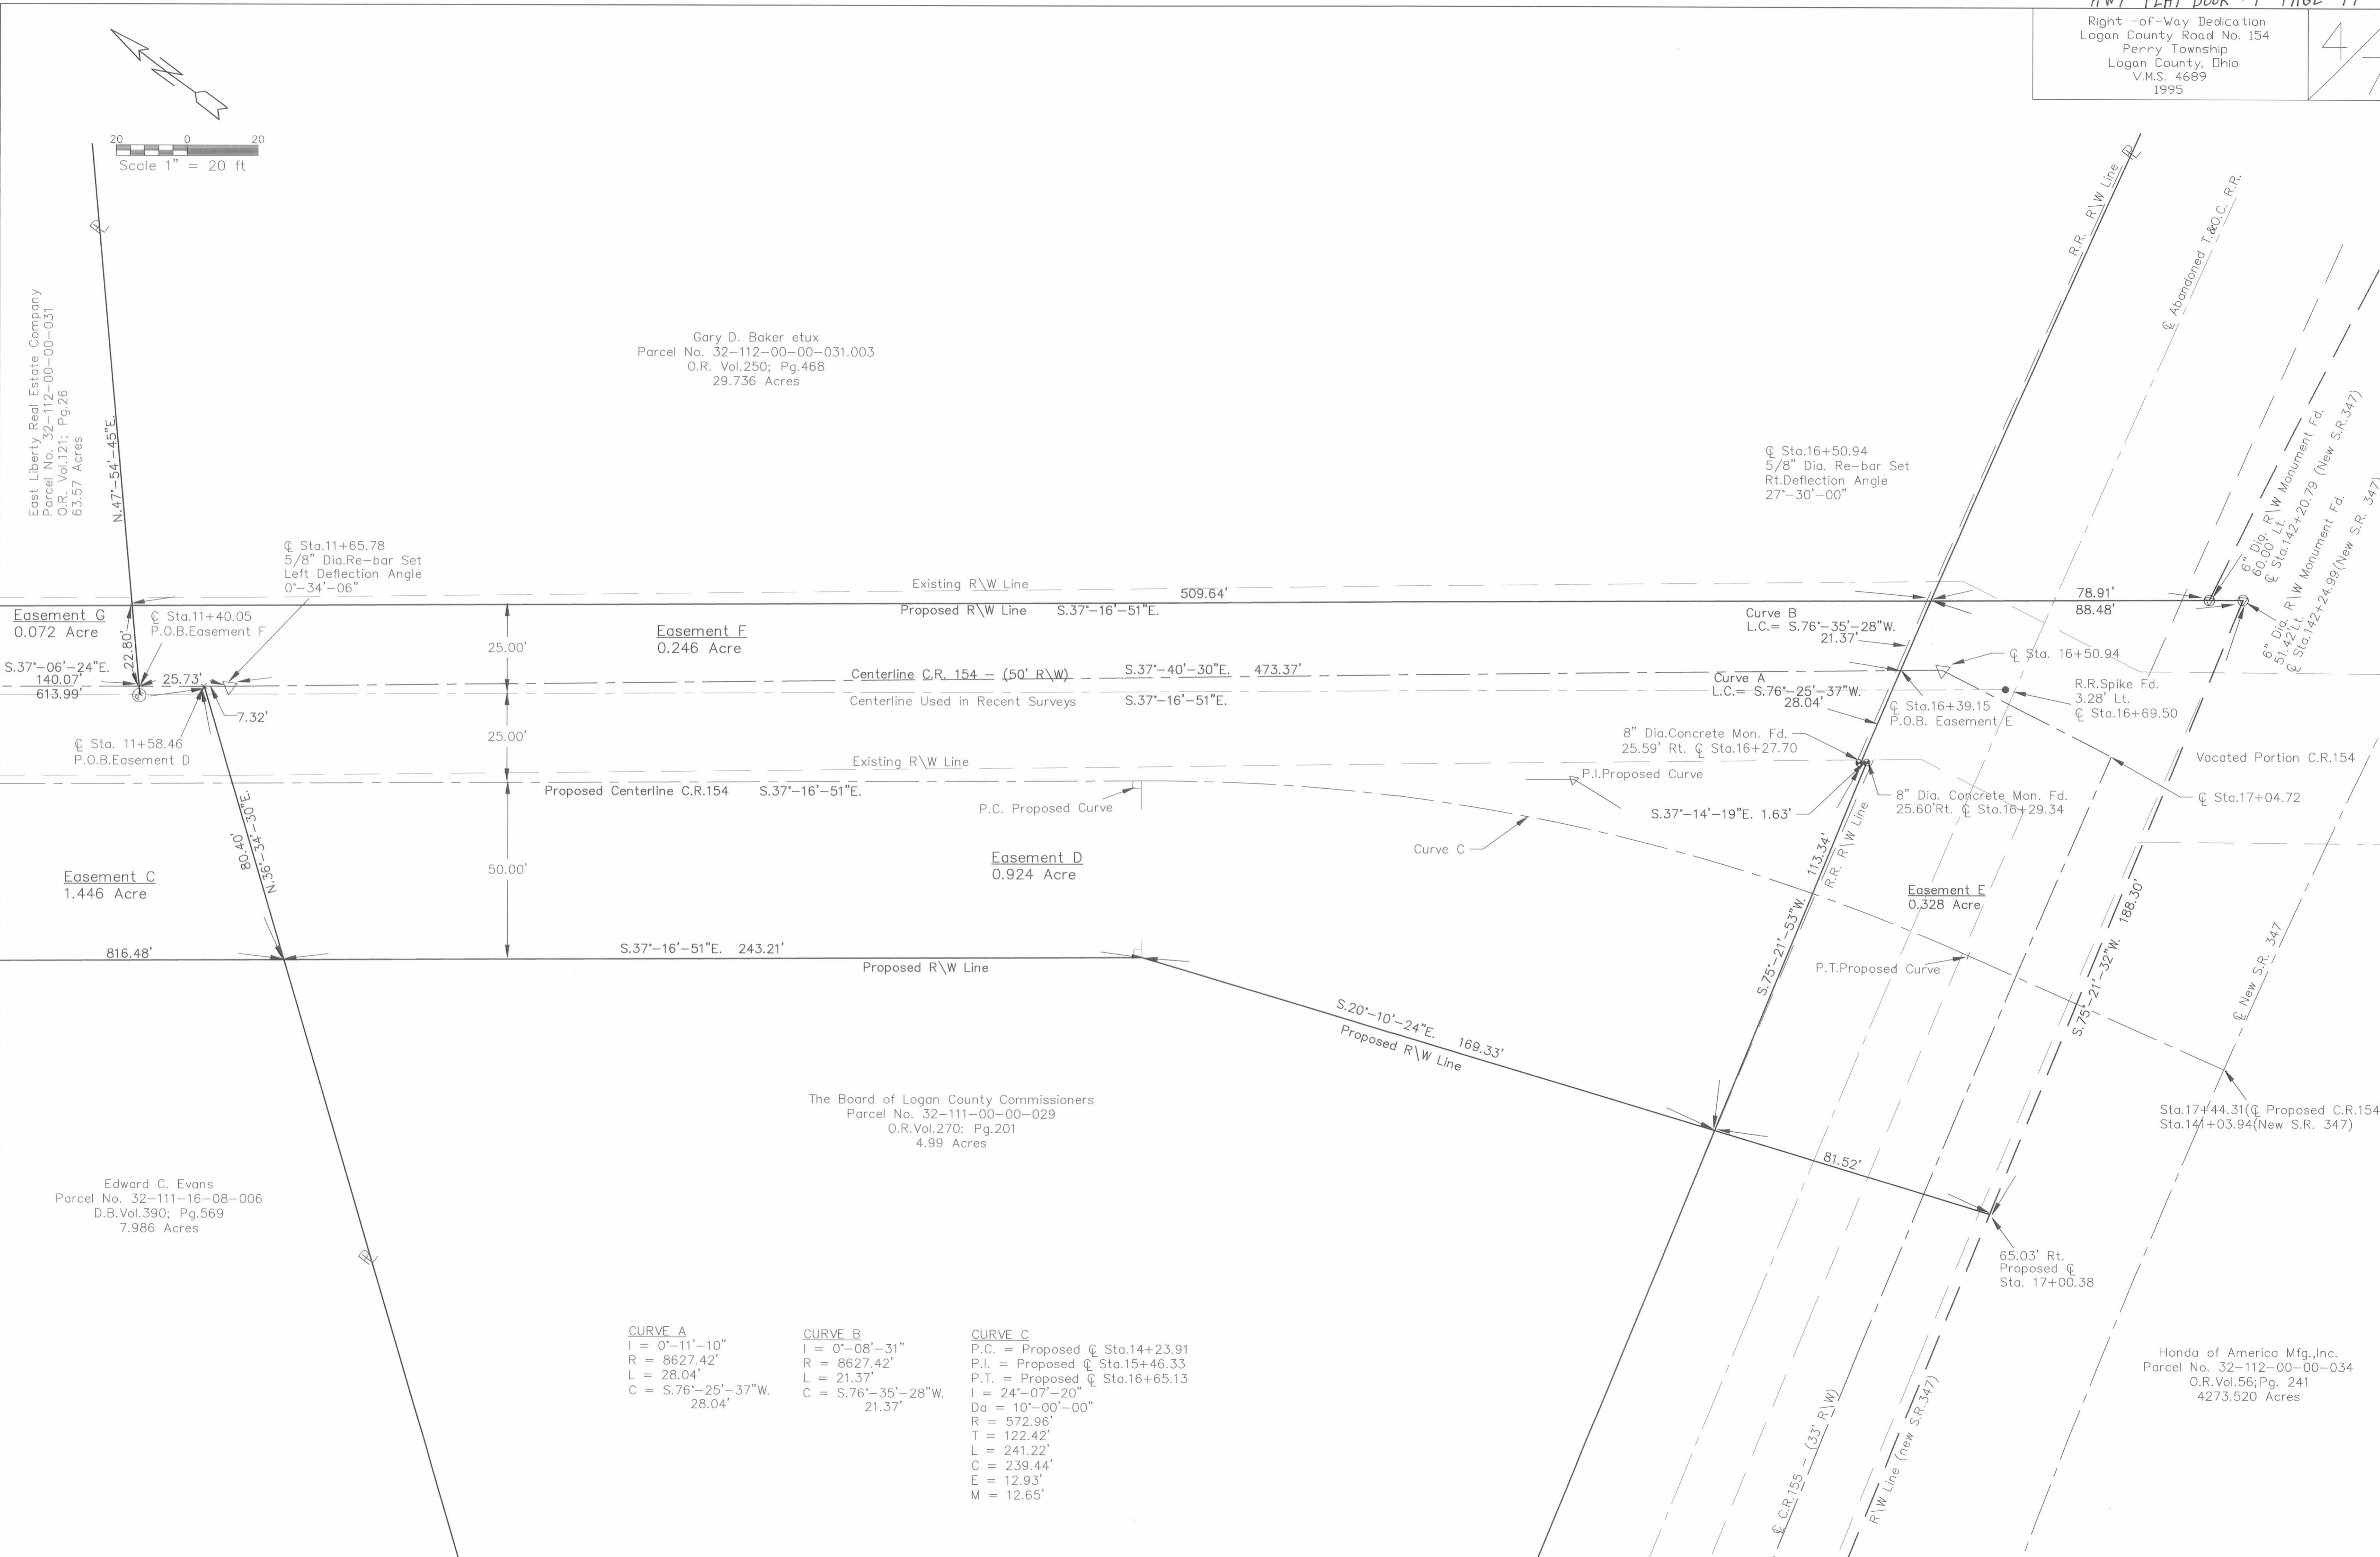 HWY PLAT BOOK
PAGE
Right -of-Way Dedication
Logan County Road No. 154
Perry Township
Logan County, Ohio
V.M.S. 4689
1995
4
20 0 20
Scale 1" = 20 ft
East Liberty Real Estate Company
Parcel No. 32-112-00-00-031
O.R. Vol.121; Pg.26
63.57 Acres
N.47°-54'-45"E.
Gary D. Baker etux
Parcel No. 32-112-00-00-031.003
O.R. Vol.250; Pg.468
29.736 Acres
R.R. R\W Line
℄ Abandoned T.&O.C. R.R.
6" Dia. R\W Monument Fd.
60.00' Lt.
℄ Sta.142+20.79 (New S.R.347)
6" Dia. R\W Monument Fd.
51.42'Lt.
℄ Sta.142+24.99(New S.R. 347)
℄ Sta.16+50.94
5/8" Dia. Re-bar Set
Rt.Deflection Angle
27°-30'-00"
℄ Sta.11+65.78
5/8" Dia.Re-bar Set
Left Deflection Angle
0°-34'-06"
Existing R\W Line
509.64'
Proposed R\W Line S.37°-16'-51"E.
78.91'
88.48'
Easement G
0.072 Acre
℄ Sta.11+40.05
P.O.B.Easement F
22.80'
Easement F
0.246 Acre
25.00'
Curve B
L.C.= S.76°-35'-28"W.
21.37'
S.37°-06'-24"E.
140.07'
613.99'
25.73'
7.32'
Centerline C.R. 154 - (50' R\W) S.37°-40'-30"E. 473.37'
Centerline Used in Recent Surveys S.37°-16'-51"E.
Curve A
L.C.= S.76°-25'-37"W.
28.04'
℄ Sta. 16+50.94
R.R.Spike Fd.
3.28' Lt.
℄ Sta.16+69.50
℄ Sta.16+39.15
P.O.B. Easement E
℄ Sta. 11+58.46
P.O.B.Easement D
25.00'
8" Dia.Concrete Mon. Fd.
25.59' Rt. ℄ Sta.16+27.70
Existing R\W Line
Vacated Portion C.R.154
P.I.Proposed Curve
Proposed Centerline C.R.154 S.37°-16'-51"E.
P.C. Proposed Curve
S.37°-14'-19"E. 1.63'
8" Dia. Concrete Mon. Fd.
25.60'Rt. ℄ Sta.16+29.34
℄ Sta.17+04.72
80.40'
N.36°-34'-30"E.
Curve C
R.R. R\W Line
Easement C
1.446 Acre
50.00'
Easement D
0.924 Acre
S.75°-21'-53"W. 113.34'
Easement E
0.328 Acre
S.75°-21'-32"W. 188.30'
816.48'
S.37°-16'-51"E. 243.21'
Proposed R\W Line
P.T.Proposed Curve
℄ New S.R. 347
S.20°-10'-24"E. 169.33'
Proposed R\W Line
The Board of Logan County Commissioners
Parcel No. 32-111-00-00-029
O.R.Vol.270: Pg.201
4.99 Acres
Sta.17+44.31(℄ Proposed C.R.154
Sta.141+03.94(New S.R. 347)
81.52'
Edward C. Evans
Parcel No. 32-111-16-08-006
D.B.Vol.390; Pg.569
7.986 Acres
65.03' Rt.
Proposed ℄
Sta. 17+00.38
CURVE A
I = 0°-11'-10"
R = 8627.42'
L = 28.04'
C = S.76°-25'-37"W.
28.04'
CURVE B
I = 0°-08'-31"
R = 8627.42'
L = 21.37'
C = S.76°-35'-28"W.
21.37'
CURVE C
P.C. = Proposed ℄ Sta.14+23.91
P.I. = Proposed ℄ Sta.15+46.33
P.T. = Proposed ℄ Sta.16+65.13
I = 24°-07'-20"
Da = 10°-00'-00"
R = 572.96'
T = 122.42'
L = 241.22'
C = 239.44'
E = 12.93'
M = 12.65'
℄ C.R.155 - (33' R\W)
R\W Line (new S.R.347)
Honda of America Mfg.,Inc.
Parcel No. 32-112-00-00-034
O.R.Vol.56;Pg. 241
4273.520 Acres